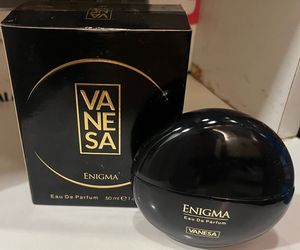 VA
NE
SA
ENIGMA
Eau De Parfum 50 ml
ENIGMA
Eau De Parfum
VANESA